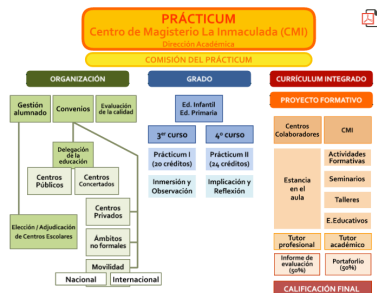 PRÁCTICUM
Centro de Magisterio La Inmaculada (CMI)
Dirección Académica
COMISIÓN DEL PRÁCTICUM
ORGANIZACIÓN
Gestión
alumnado
Convenios
Evaluación
de la calidad
Delegación
de la
educación
Centros
Públicos
Centros
Concertados
Centros
Privados
Elección / Adjudicación
de Centros Escolares
Ámbitos
no formales
Movilidad
Nacional
Internacional
GRADO
Ed. Infantil
Ed. Primaria
3er curso
4º curso
Prácticum I
(20 créditos)
Prácticum II
(24 créditos)
Inmersión y
Observación
Implicación y
Reflexión
CURRÍCULUM INTEGRADO
PROYECTO FORMATIVO
Centros
Colaboradores
CMI
Estancia
en el
aula
Actividades
Formativas
Seminarios
Talleres
E.Educativos
Tutor
profesional
Tutor
académico
Informe de
evaluación
(50%)
Portafolio
(50%)
CALIFICACIÓN FINAL